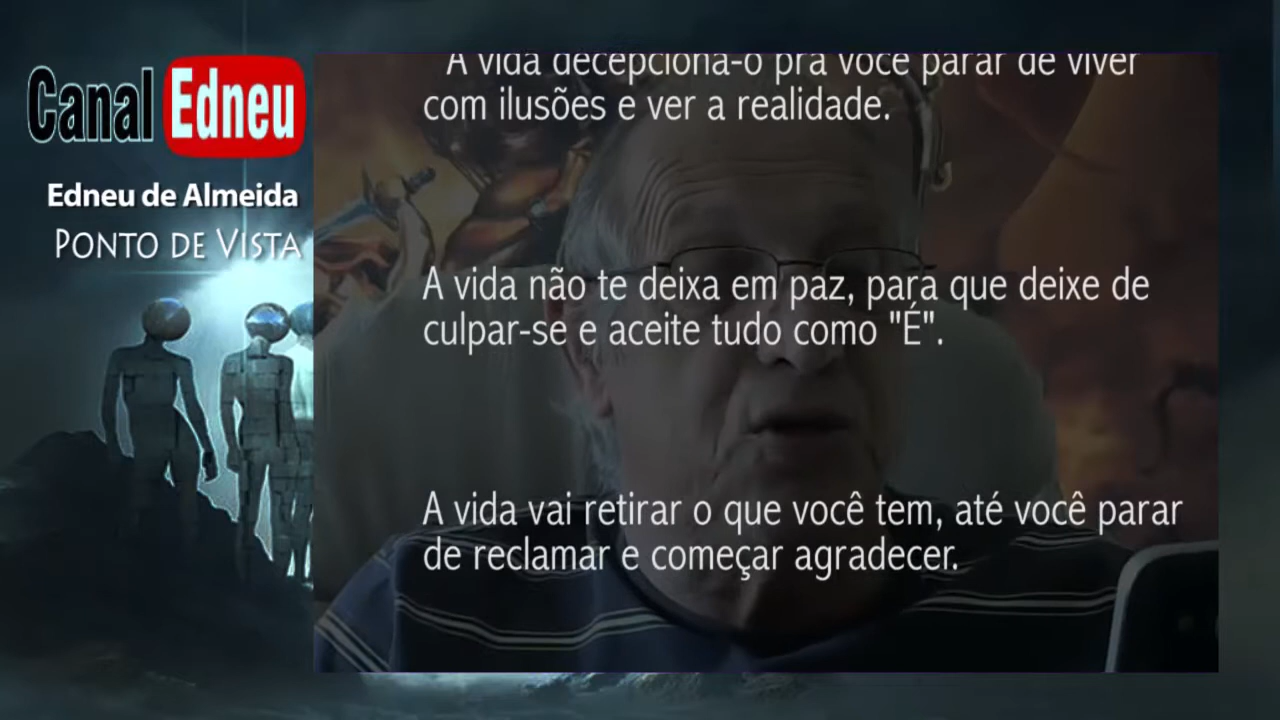 Canal Edneu
Edneu de Almeida
PONTO DE VISTA
A vida decepciona-o pra você parar de viver
com ilusões e ver a realidade.
A vida não te deixa em paz, para que deixe de
culpar-se e aceite tudo como "É".
A vida vai retirar o que você tem, até você parar
de reclamar e começar agradecer.